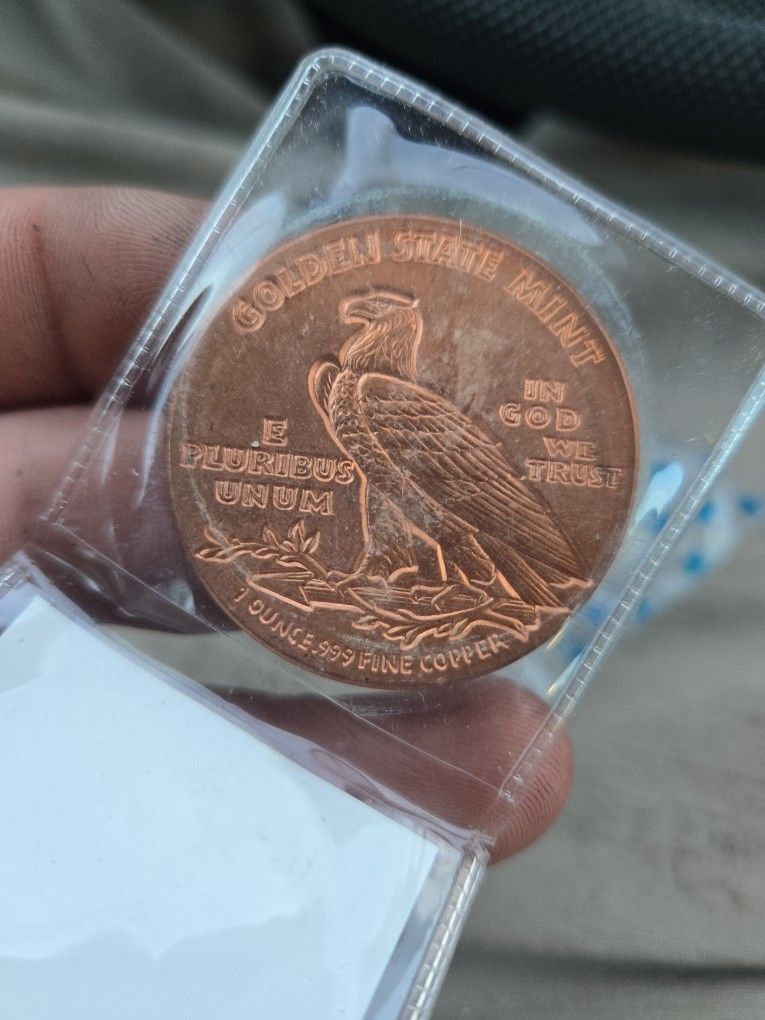 GOLDEN STATE MINT
E
PLURIBUS
UNUM
IN
GOD
WE
TRUST
1 OUNCE .999 FINE COPPER